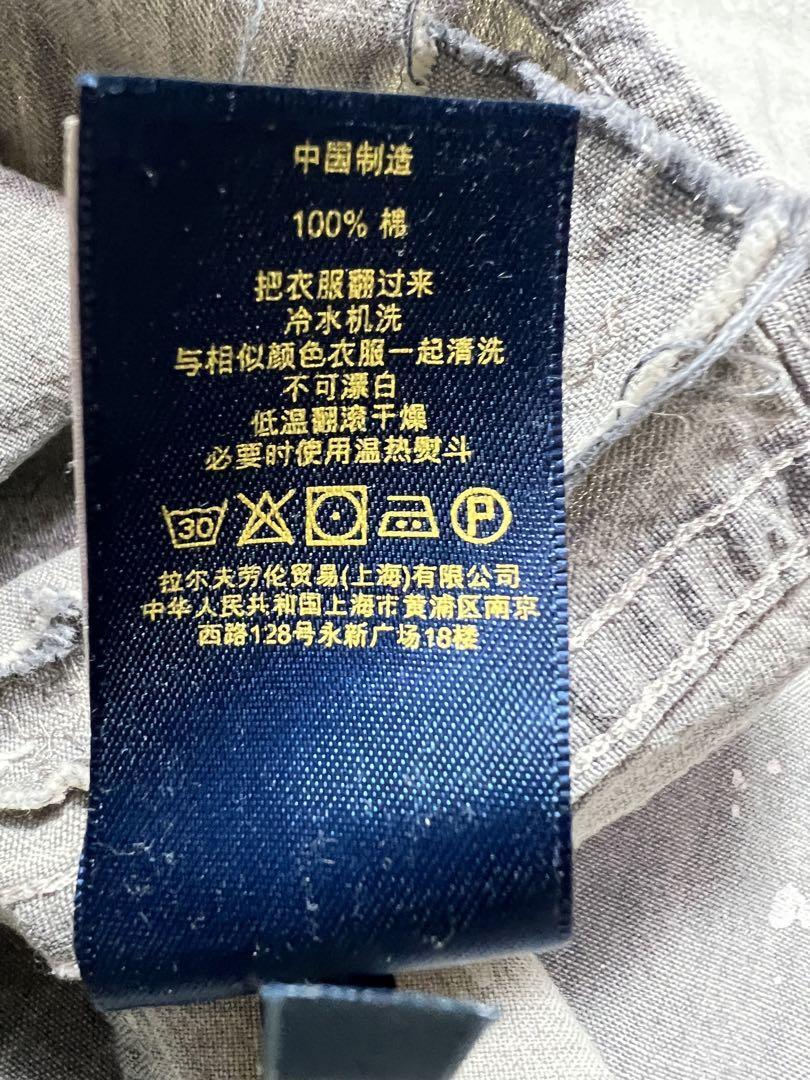 中国制造
100% 棉
把衣服翻过来
冷水机洗
与相似颜色衣服一起清洗
不可漂白
低温翻滚干燥
必要时使用温热熨斗
30 P
拉尔夫劳伦贸易(上海)有限公司
中华人民共和国上海市黄浦区南京
西路128号永新广场18楼